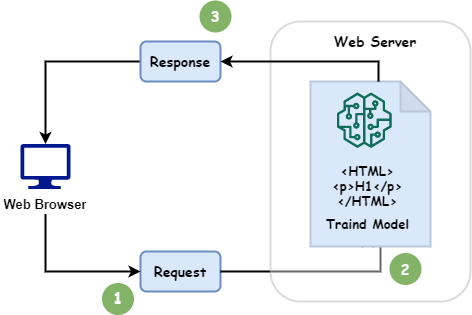 3
Web Server
Response
<HTML>
<p>H1</p>
</HTML>
Traind Model
Web Browser
Request
2
1